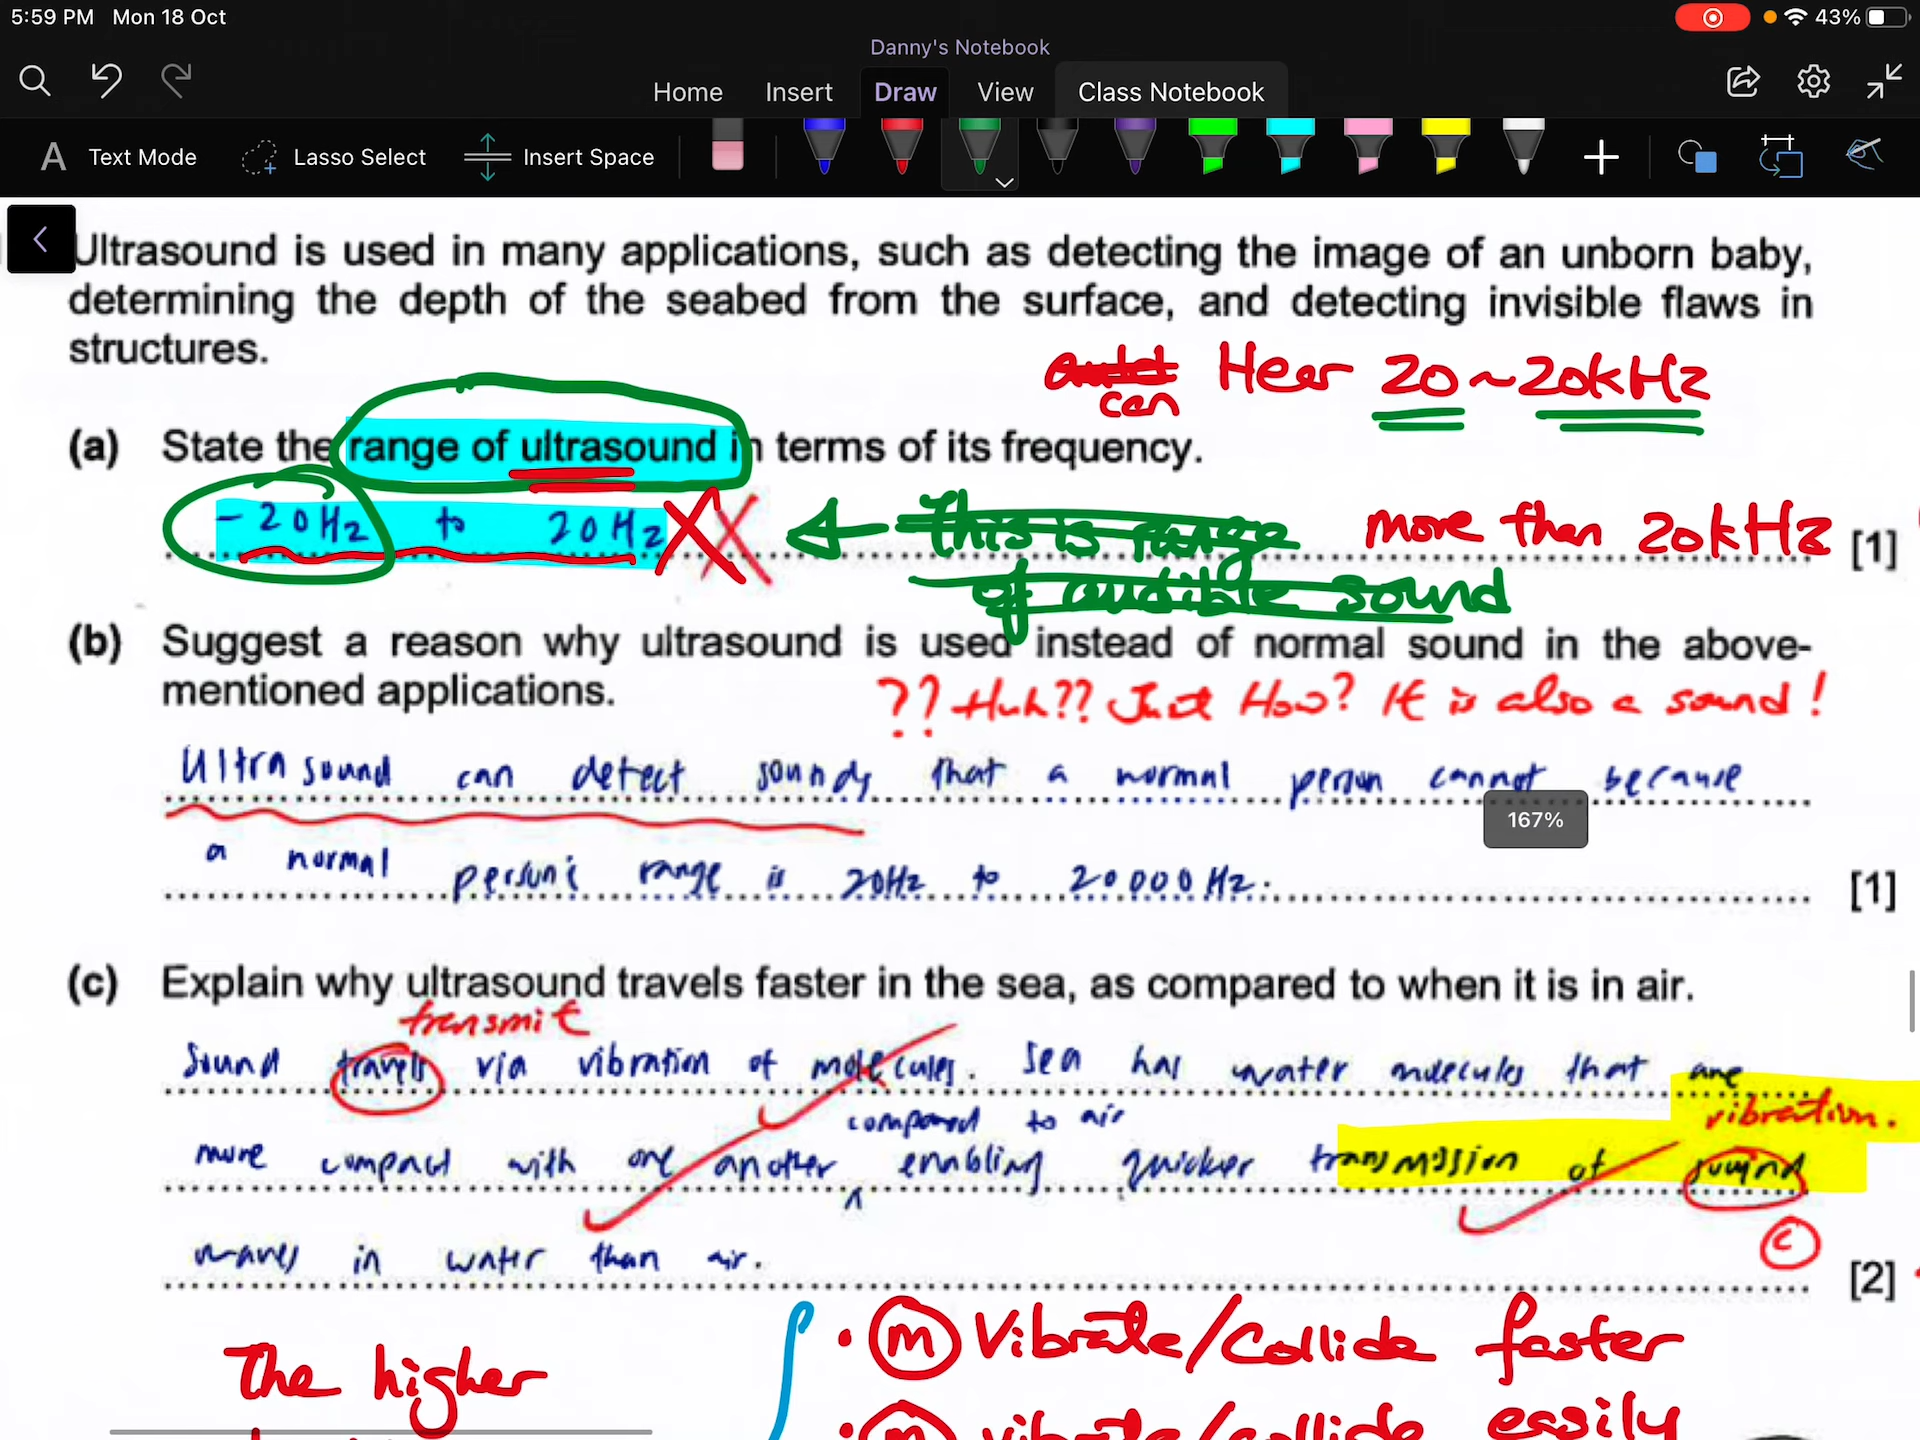 5:59 PM Mon 18 Oct
43%
Danny's Notebook
Home Insert Draw View Class Notebook
Text Mode Lasso Select Insert Space
Ultrasound is used in many applications, such as detecting the image of an unborn baby,
determining the depth of the seabed from the surface, and detecting invisible flaws in
structures.
can Hear 20 ~ 20kHz
(a) State the range of ultrasound in terms of its frequency.
- 20Hz to 20Hz
This is range
of audible sound
more than 20kHz [1]
(b) Suggest a reason why ultrasound is used instead of normal sound in the above-
mentioned applications.
?? Huh?? Just How? It is also a sound!
Ultra sound can detect sounds that a normal person cannot because
167%
a normal person's range is 20Hz to 20000Hz. [1]
(c) Explain why ultrasound travels faster in the sea, as compared to when it is in air.
transmit
Sound travels via vibration of molecules. Sea has water molecules that are
vibration.
compared to air
more compact with one another ^ enabling quicker transmission of sound
C
waves in water than air. [2]
The higher
• m Vibrate/Collide faster
• m vibrate/collide easily